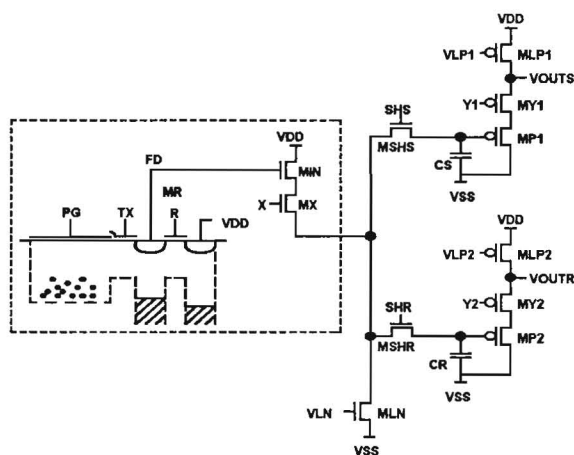 VDD
VLP1 MLP1
VOUTS
SHS
Y1 MY1
VDD
MSHS
MP1
FD
MIN
CS
MR
X MX
VSS
PG TX R VDD
VDD
VLP2 MLP2
VOUTR
SHR
Y2 MY2
MSHR
MP2
CR
VSS
VLN MLN
VSS